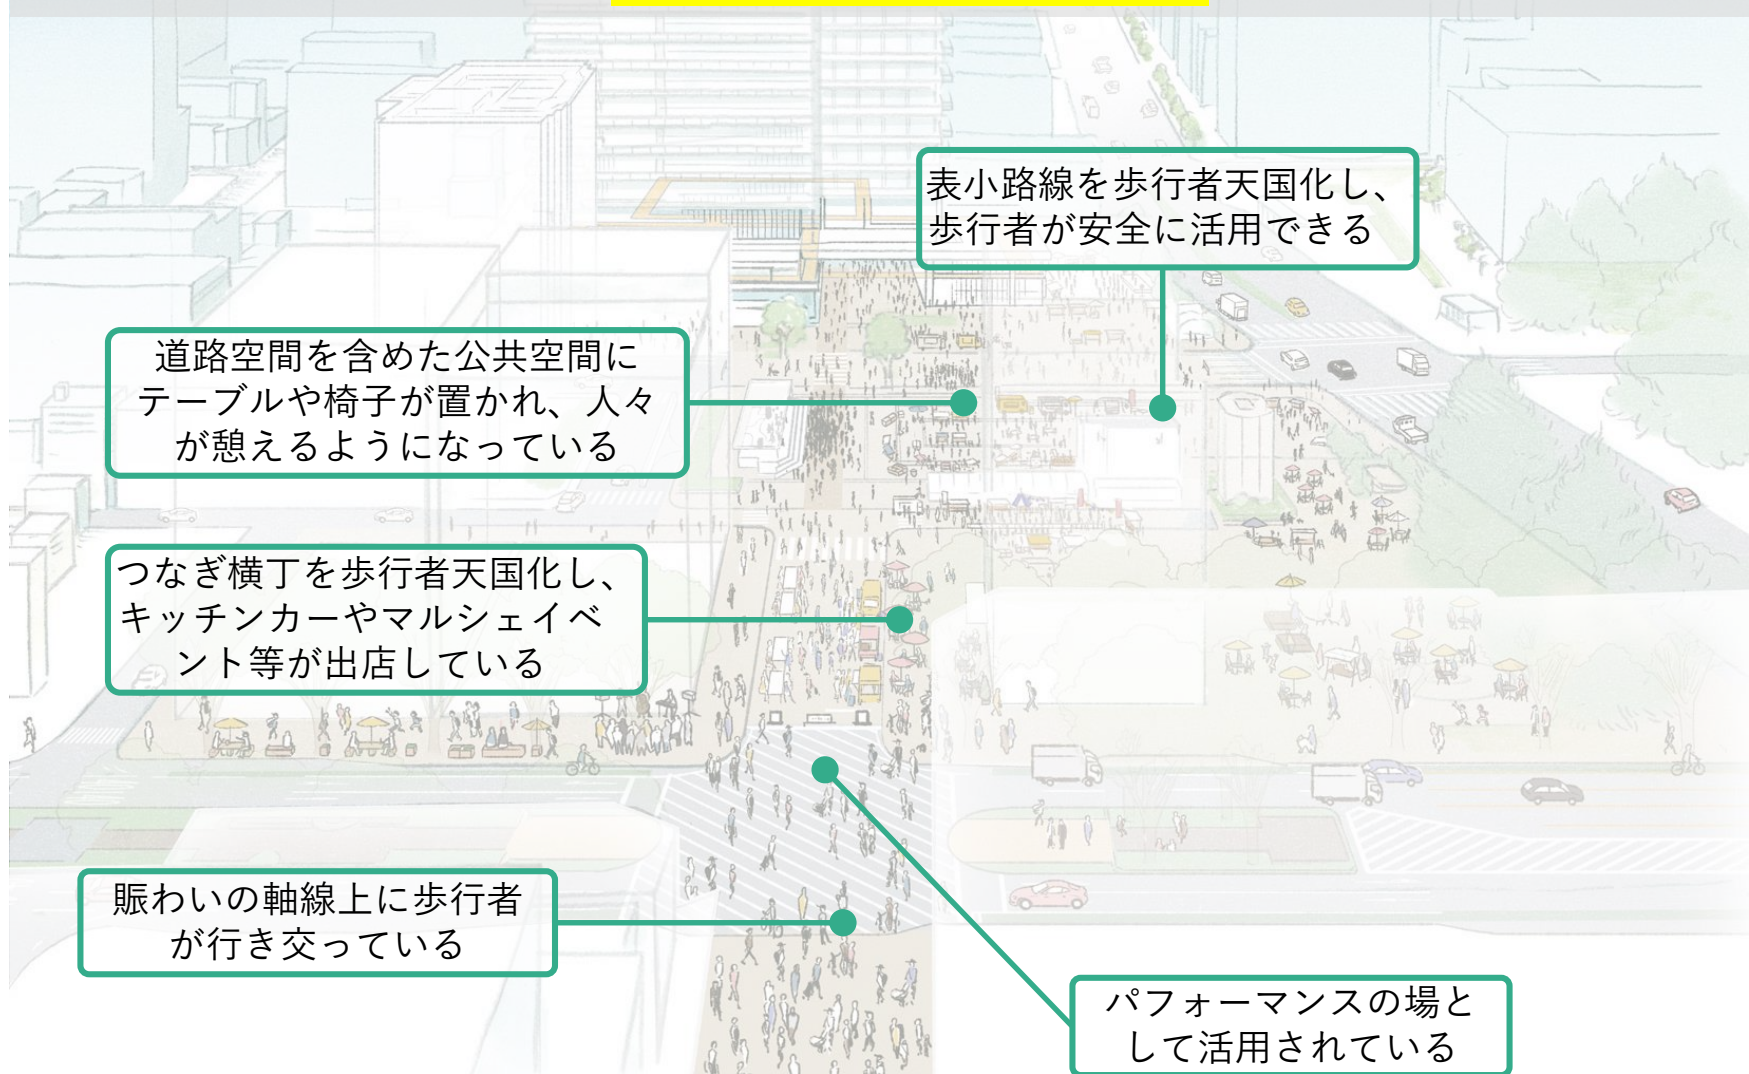 表小路線を歩行者天国化し、
歩行者が安全に活用できる
道路空間を含めた公共空間に
テーブルや椅子が置かれ、人々
が憩えるようになっている
つなぎ横丁を歩行者天国化し、
キッチンカーやマルシェイベ
ント等が出店している
賑わいの軸線上に歩行者
が行き交っている
パフォーマンスの場と
して活用されている